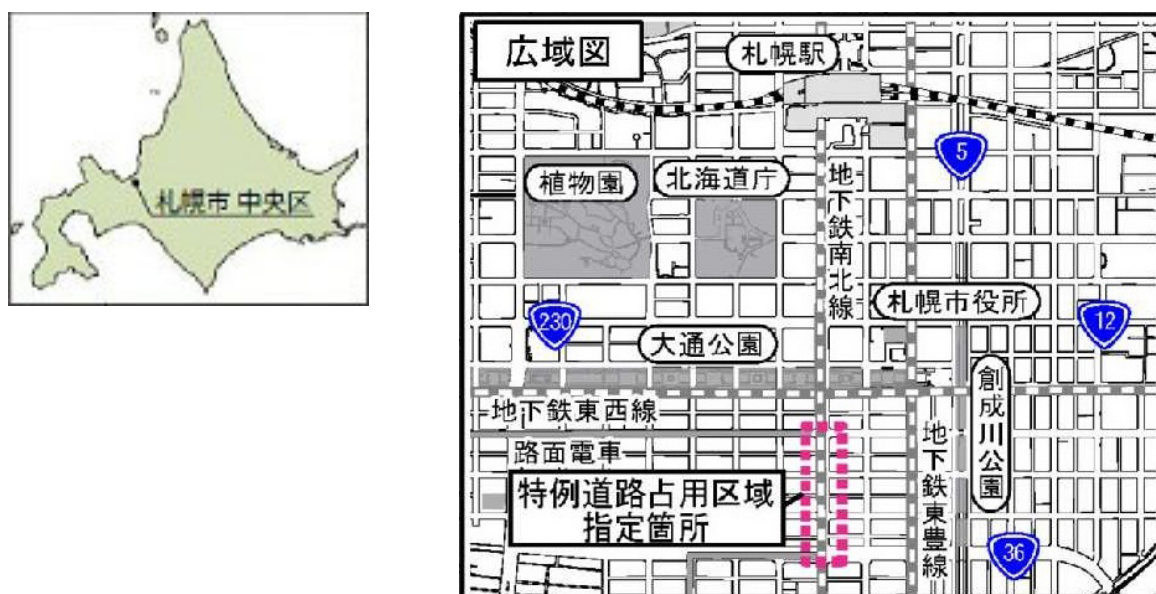 札幌市 中央区
広域図
札幌駅
5
植物園
北海道庁
地下鉄南北線
札幌市役所
230
12
大通公園
創成川公園
地下鉄東西線
路面電車
地下鉄東豊線
特例道路占用区域
指定箇所
36